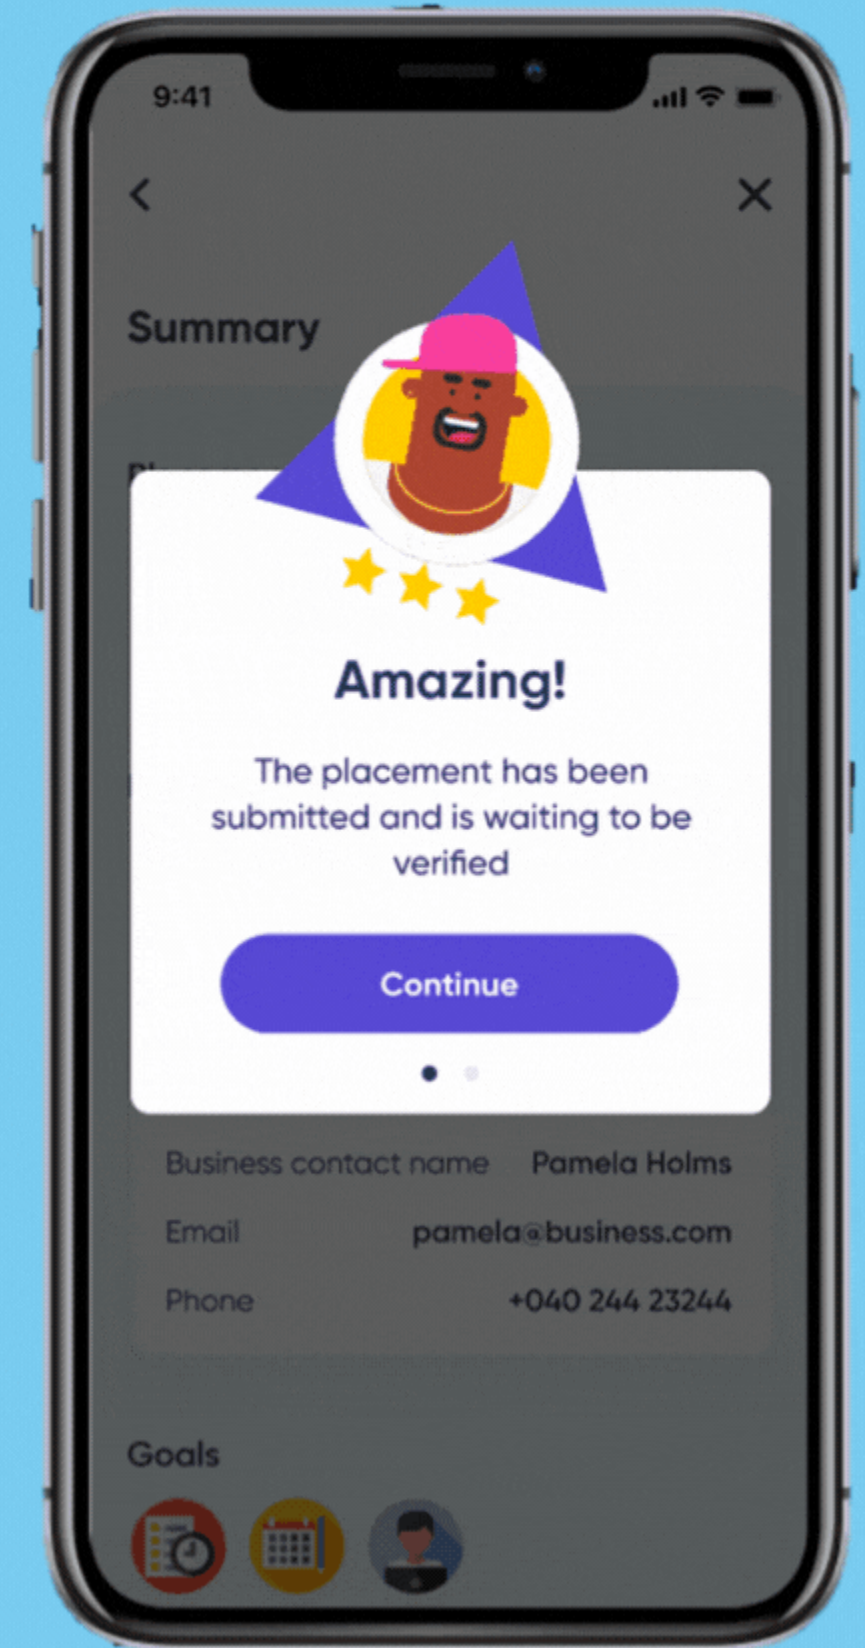 9:41
Summary
Amazing!
The placement has been
submitted and is waiting to be
verified
Continue
Business contact name Pamela Holms
Email pamela@business.com
Phone +040 244 23244
Goals